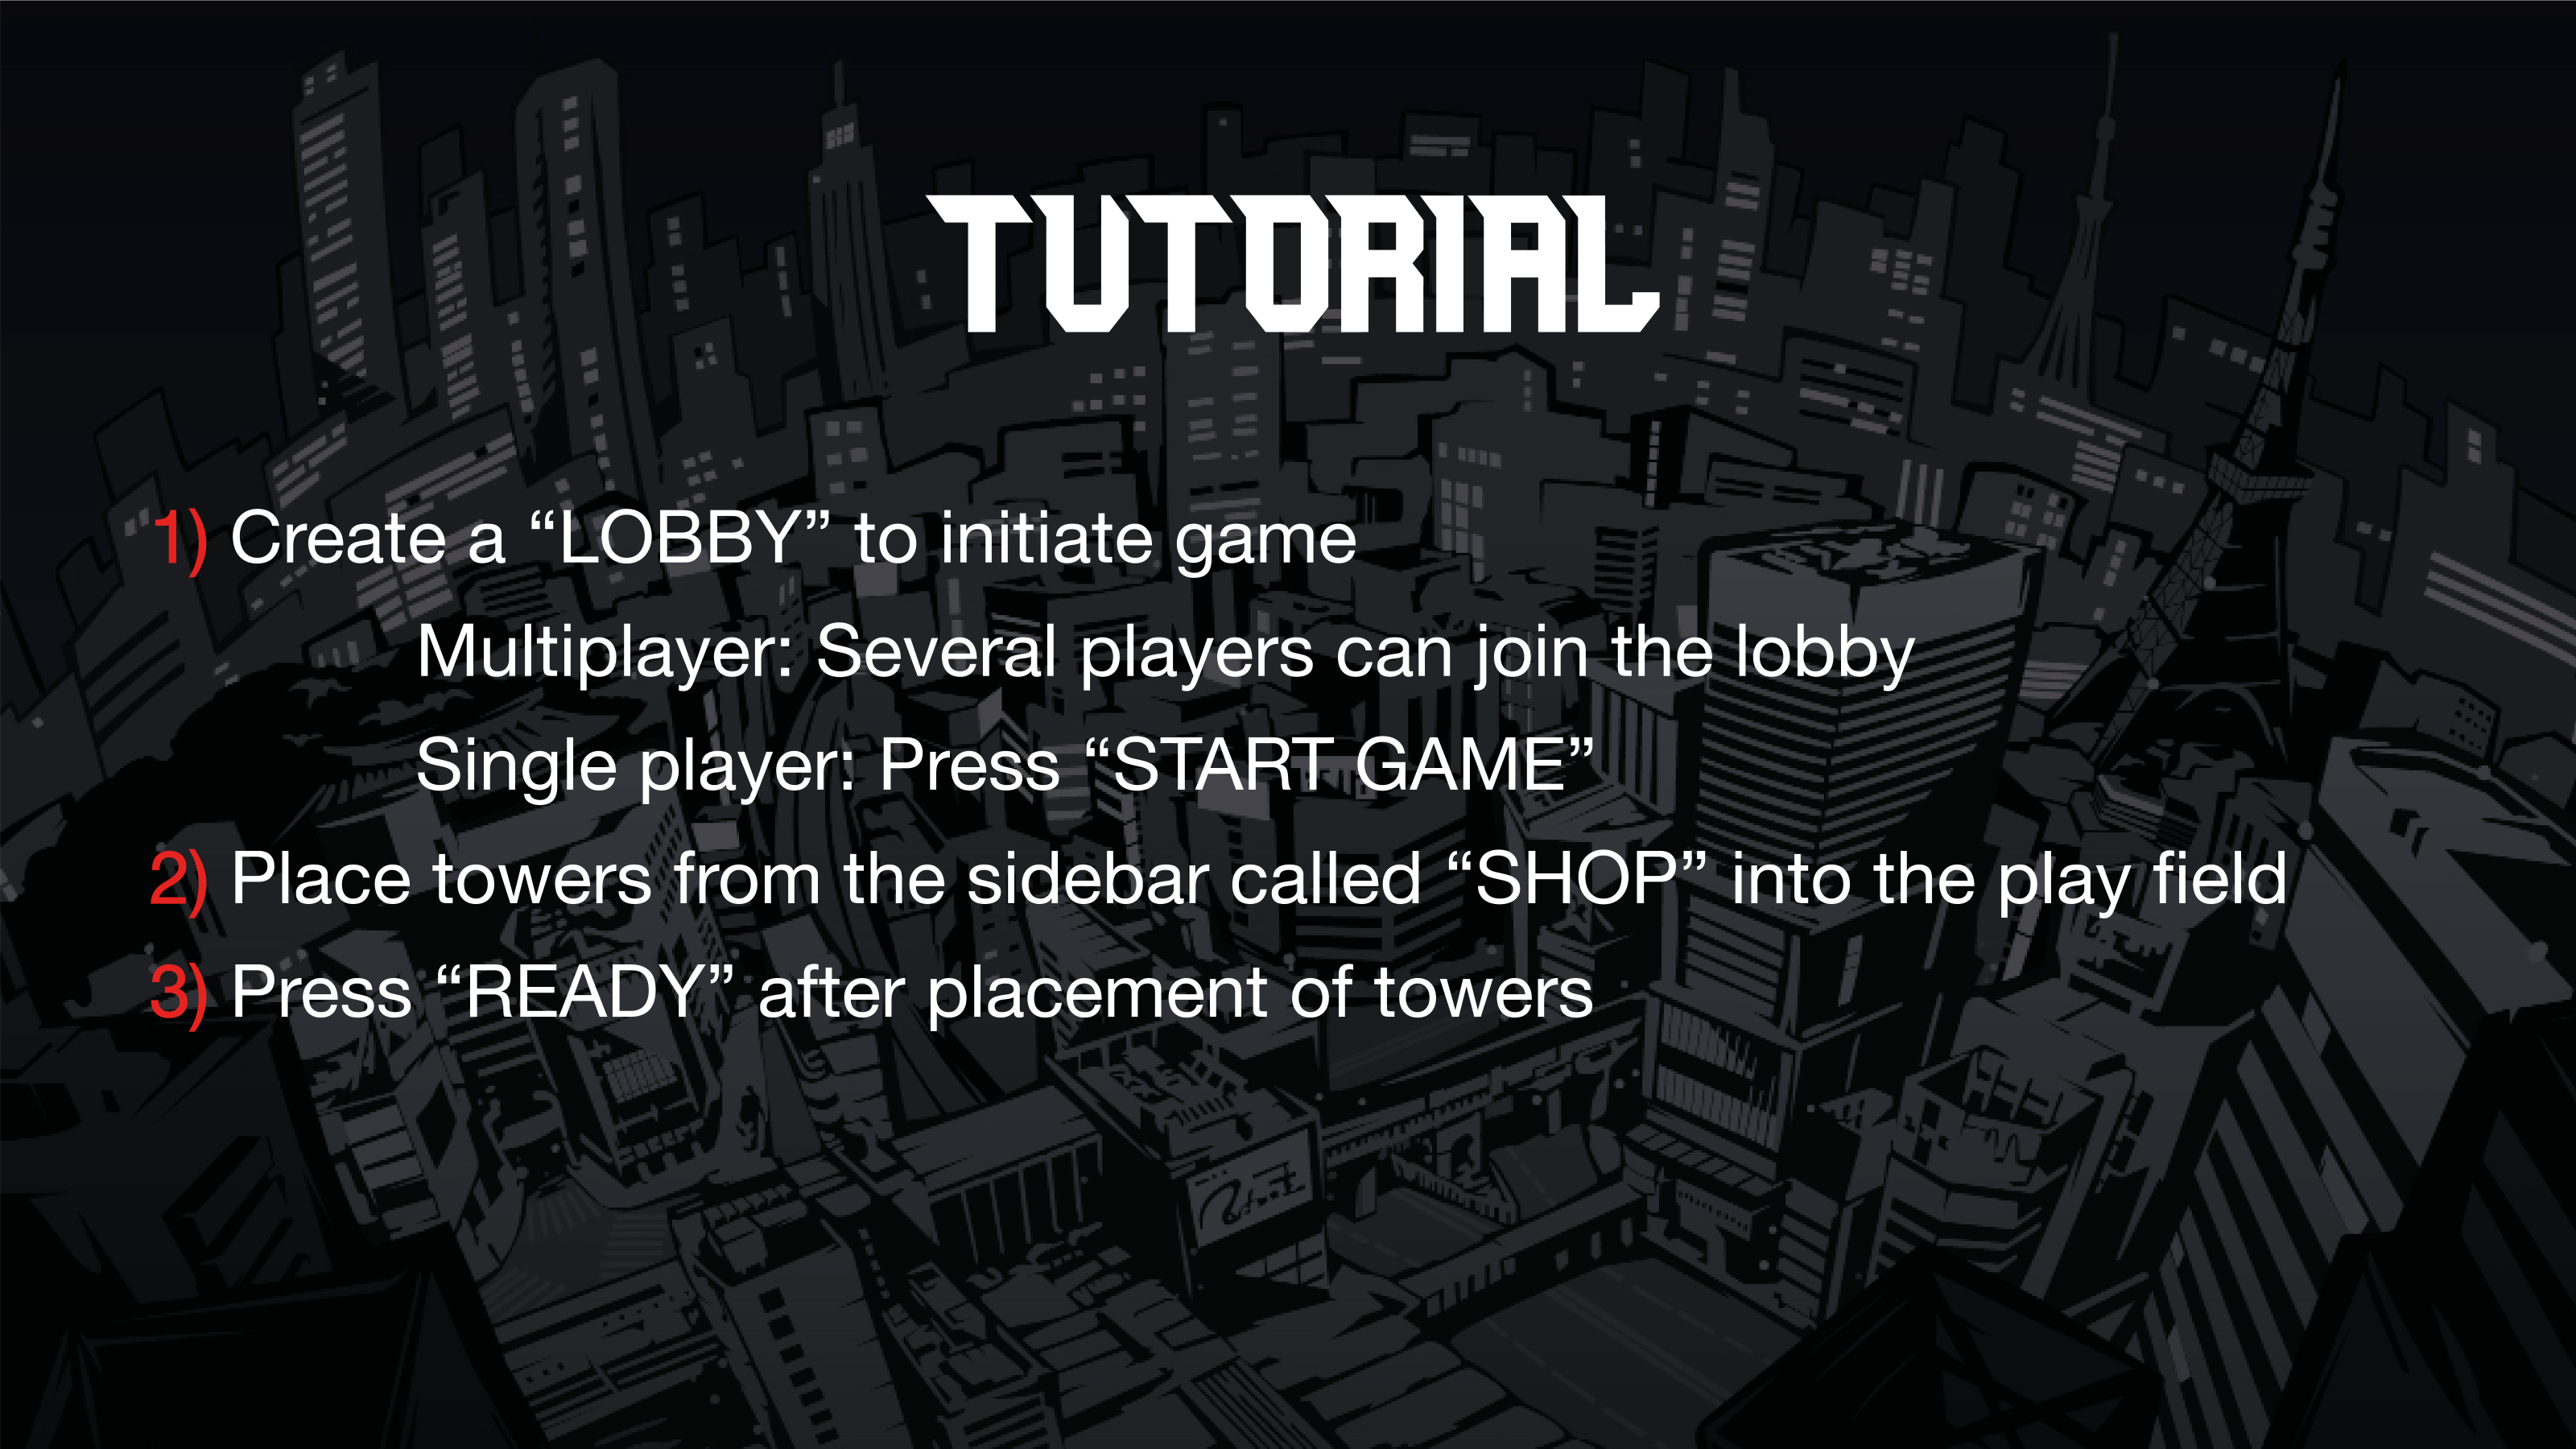 TUTORIAL
1) Create a “LOBBY” to initiate game
Multiplayer: Several players can join the lobby
Single player: Press “START GAME”
2) Place towers from the sidebar called “SHOP” into the play field
3) Press “READY” after placement of towers